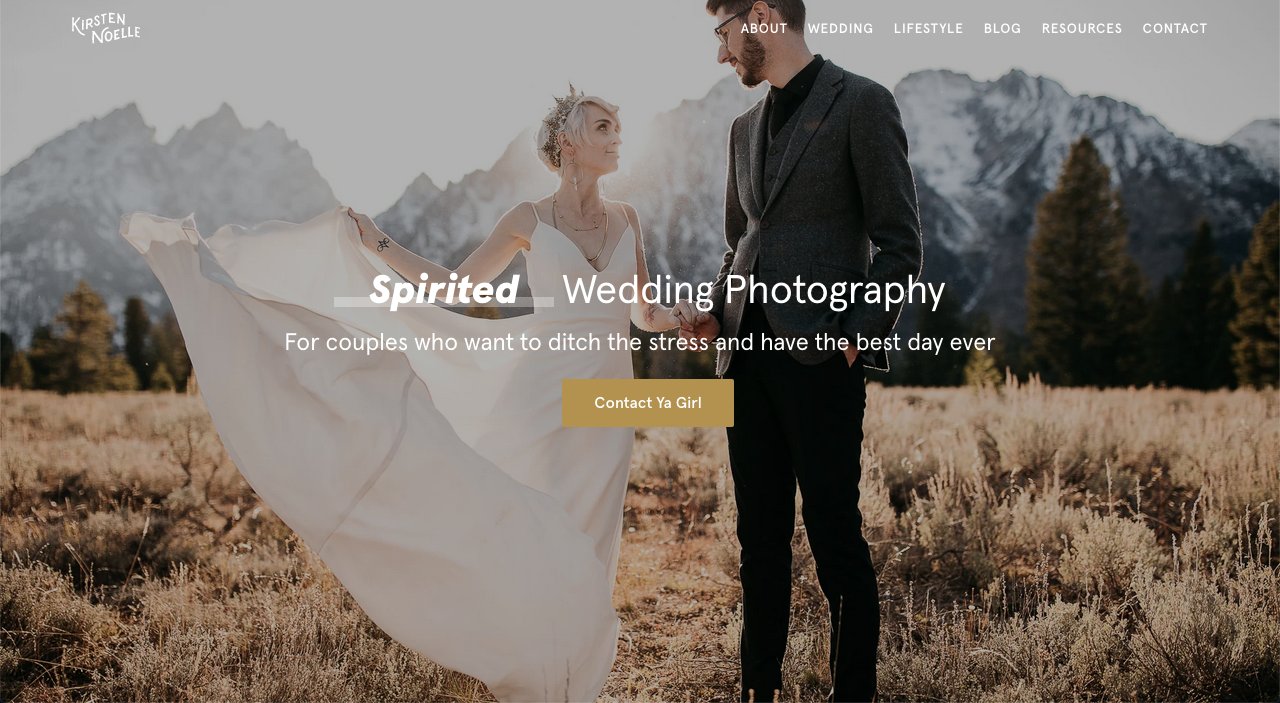 KIRSTEN
NOELLE
ABOUT WEDDING LIFESTYLE BLOG RESOURCES CONTACT
Spirited Wedding Photography
For couples who want to ditch the stress and have the best day ever
Contact Ya Girl